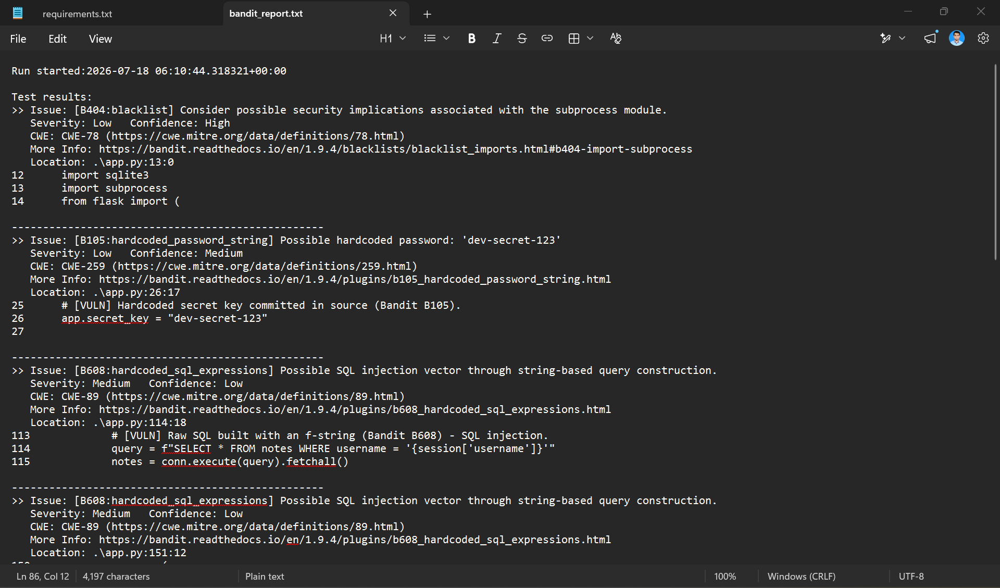 requirements.txt
bandit_report.txt
File Edit View
H1
Run started:2026-07-18 06:10:44.318321+00:00
Test results:
>> Issue: [B404:blacklist] Consider possible security implications associated with the subprocess module.
   Severity: Low   Confidence: High
   CWE: CWE-78 (https://cwe.mitre.org/data/definitions/78.html)
   More Info: https://bandit.readthedocs.io/en/1.9.4/blacklists/blacklist_imports.html#b404-import-subprocess
   Location: .\app.py:13:0
12      import sqlite3
13      import subprocess
14      from flask import (
--------------------------------------------------
>> Issue: [B105:hardcoded_password_string] Possible hardcoded password: 'dev-secret-123'
   Severity: Low   Confidence: Medium
   CWE: CWE-259 (https://cwe.mitre.org/data/definitions/259.html)
   More Info: https://bandit.readthedocs.io/en/1.9.4/plugins/b105_hardcoded_password_string.html
   Location: .\app.py:26:17
25      # [VULN] Hardcoded secret key committed in source (Bandit B105).
26      app.secret_key = "dev-secret-123"
27
--------------------------------------------------
>> Issue: [B608:hardcoded_sql_expressions] Possible SQL injection vector through string-based query construction.
   Severity: Medium   Confidence: Low
   CWE: CWE-89 (https://cwe.mitre.org/data/definitions/89.html)
   More Info: https://bandit.readthedocs.io/en/1.9.4/plugins/b608_hardcoded_sql_expressions.html
   Location: .\app.py:114:18
113             # [VULN] Raw SQL built with an f-string (Bandit B608) - SQL injection.
114             query = f"SELECT * FROM notes WHERE username = '{session['username']}'"
115             notes = conn.execute(query).fetchall()
--------------------------------------------------
>> Issue: [B608:hardcoded_sql_expressions] Possible SQL injection vector through string-based query construction.
   Severity: Medium   Confidence: Low
   CWE: CWE-89 (https://cwe.mitre.org/data/definitions/89.html)
   More Info: https://bandit.readthedocs.io/en/1.9.4/plugins/b608_hardcoded_sql_expressions.html
   Location: .\app.py:151:12
Ln 86, Col 12 4,197 characters Plain text 100% Windows (CRLF) UTF-8